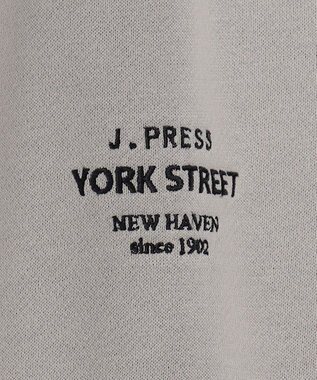 J.PRESS
YORK STREET
NEW HAVEN
since 1902